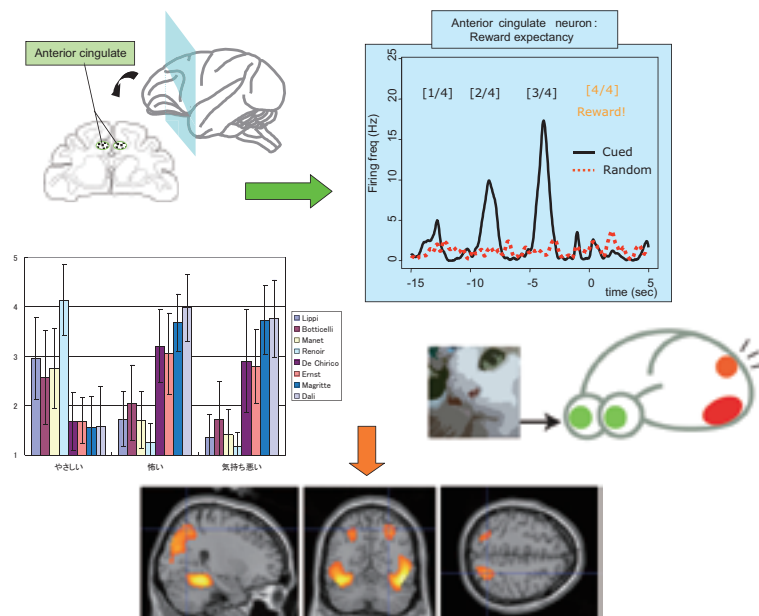 Anterior cingulate
Anterior cingulate neuron:
Reward expectancy
Firing freq (Hz)
25
20
15
10
5
0
[1/4] [2/4] [3/4] [4/4]
Reward!
Cued
Random
-15 -10 -5 0 5
time (sec)
5
4
3
2
1
やさしい 怖い 気持ち悪い
Lippi
Botticelli
Manet
Renoir
De Chirico
Ernst
Magritte
Dali